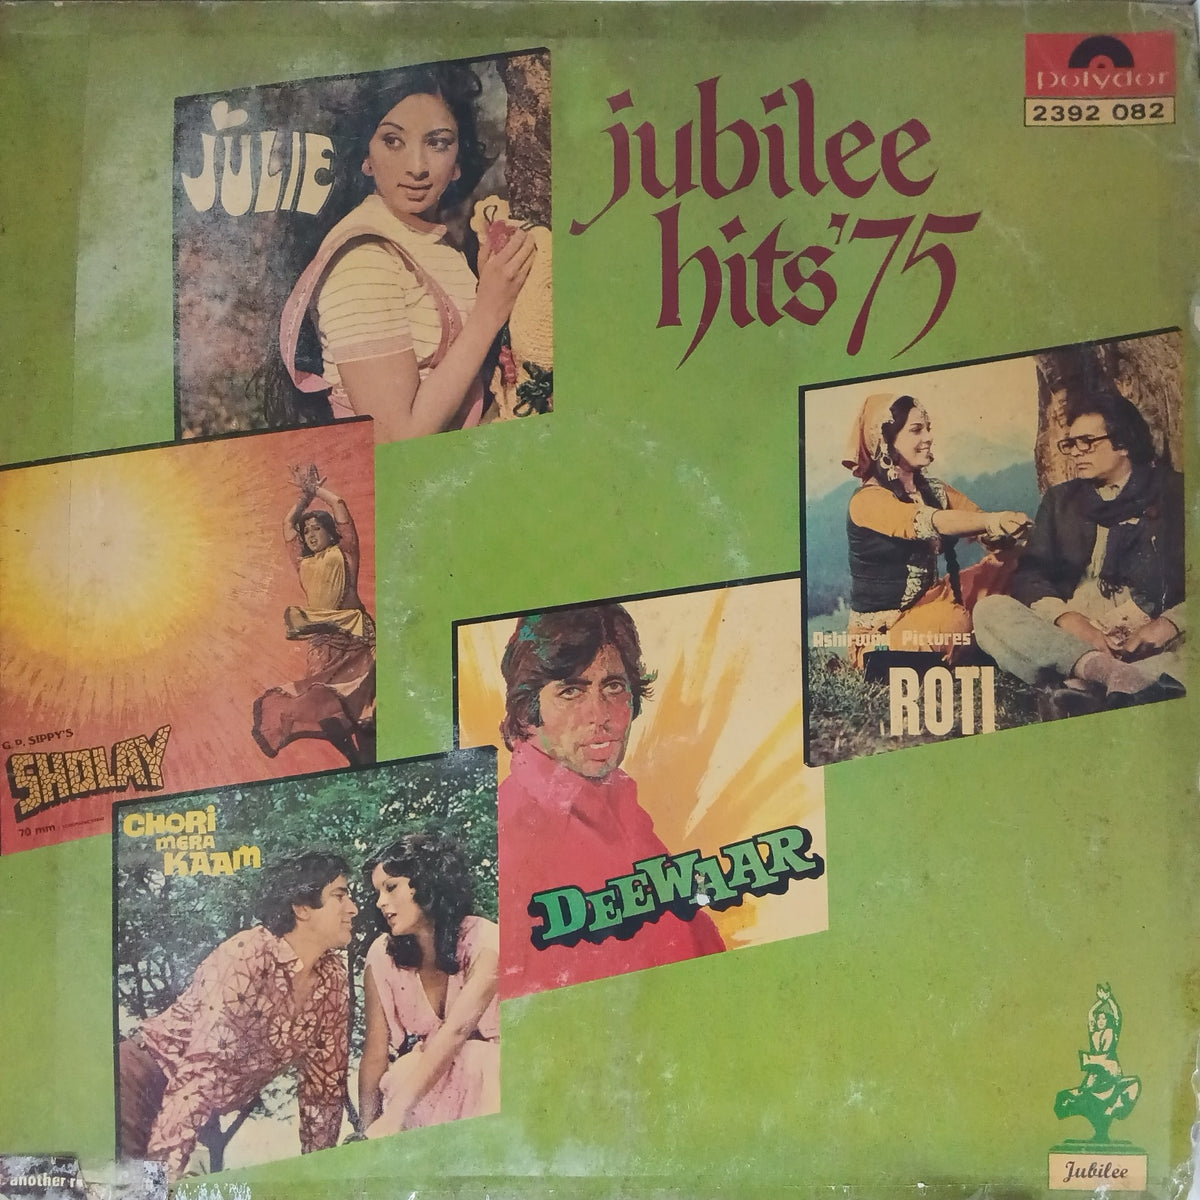 polydor
2392 082
jubilee
hits '75
JULIE
Ashirwad Pictures
ROTI
G.P. SIPPY'S
SHOLAY
70 mm
DEEWAAR
CHORI
MERA
KAAM
Jubilee
another r